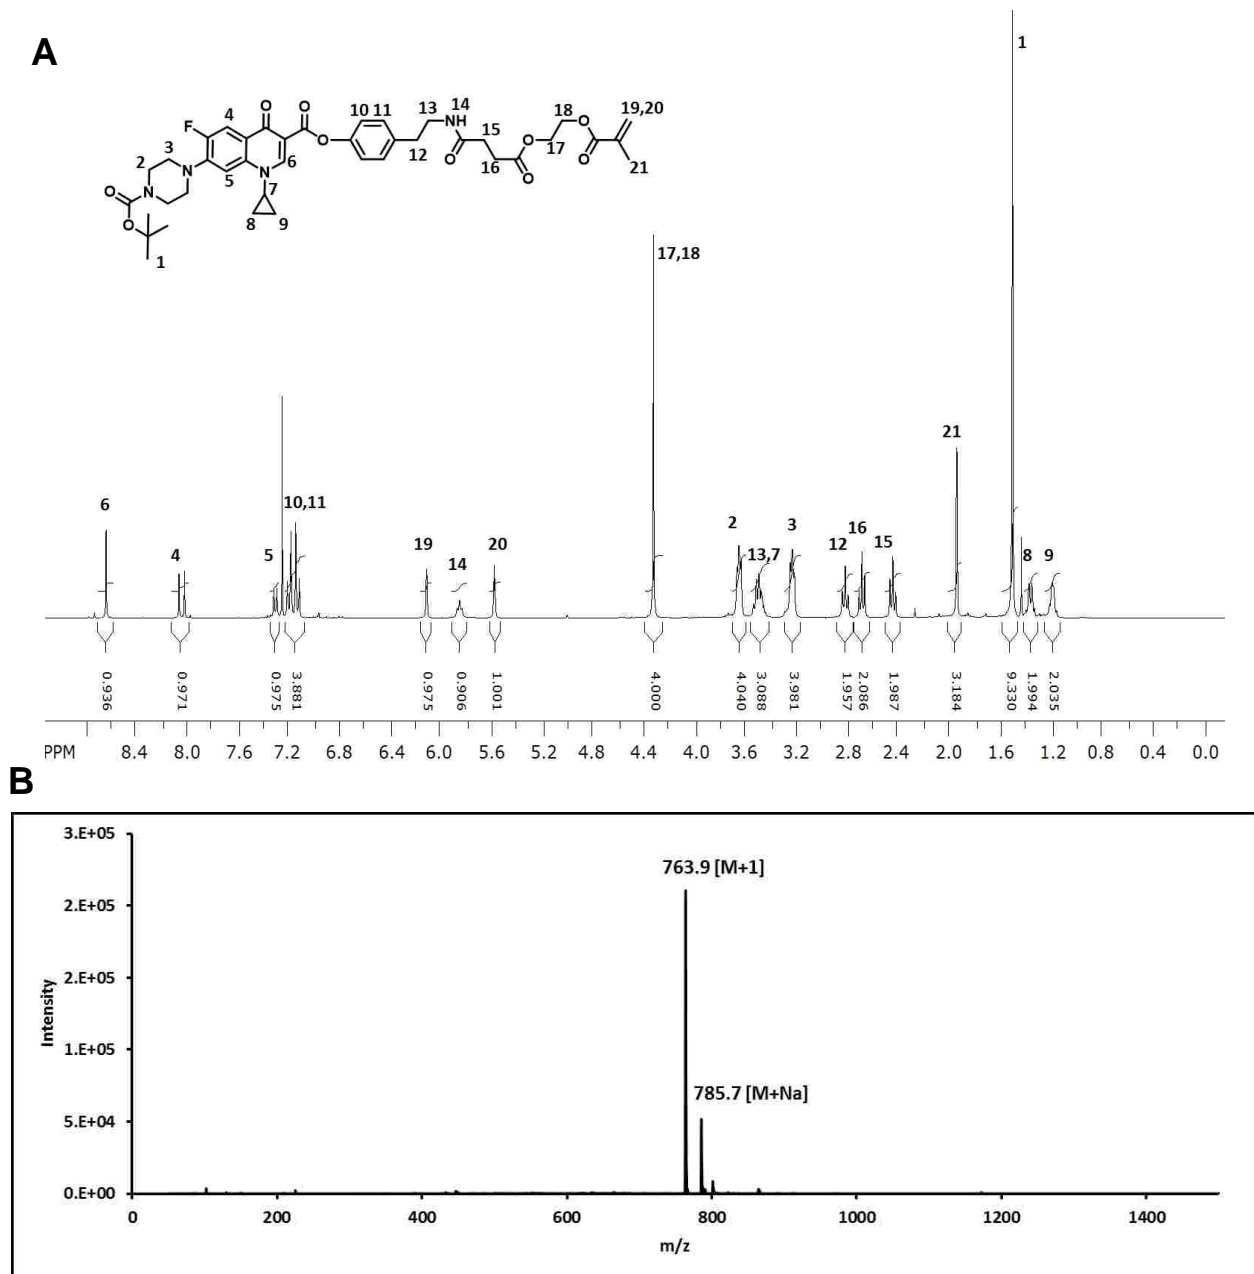 A
1
10 11 13 14 18 19,20
4 O O H O
F O N 15 O O
3 6 O 16 17 O 21
2 N 5 N 12 O O
O N 7
O 8 9
1
17,18
21
6 10,11 2 3 16
4 5 19 14 20 13,7 12 15 8 9
0.936 0.971 0.975 3.881 0.975 0.906 1.001 4.000 4.040 3.088 3.981 1.957 2.086 1.987 3.184 9.330 1.994 2.035
PPM 8.4 8.0 7.6 7.2 6.8 6.4 6.0 5.6 5.2 4.8 4.4 4.0 3.6 3.2 2.8 2.4 2.0 1.6 1.2 0.8 0.4 0.0
B
3.E+05
763.9 [M+1]
2.E+05
2.E+05
Intensity
1.E+05
785.7 [M+Na]
5.E+04
0.E+00
0 200 400 600 800 1000 1200 1400
m/z